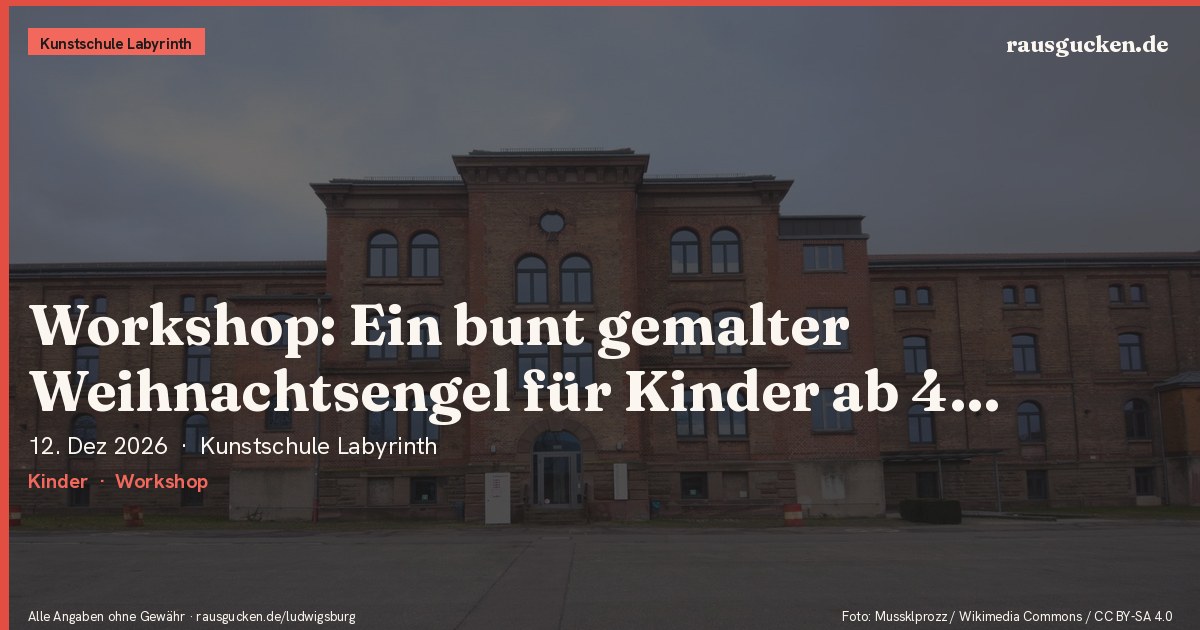 Kunstschule Labyrinth
rausgucken.de
Workshop: Ein bunt gemalter
Weihnachtsengel für Kinder ab 4...
12. Dez 2026 · Kunstschule Labyrinth
Kinder · Workshop
Alle Angaben ohne Gewähr · rausgucken.de/ludwigsburg
Foto: Mussklprozz / Wikimedia Commons / CC BY-SA 4.0